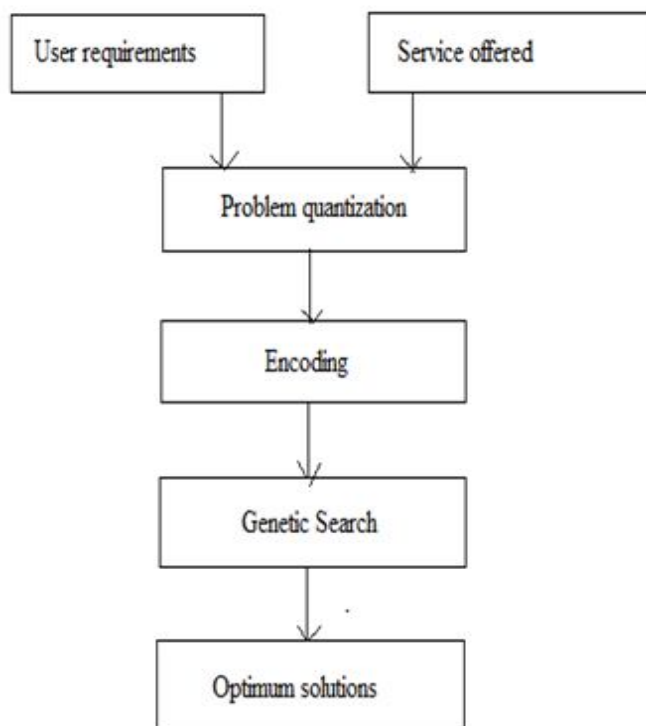 User requirements
Service offered
Problem quantization
Encoding
Genetic Search
Optimum solutions